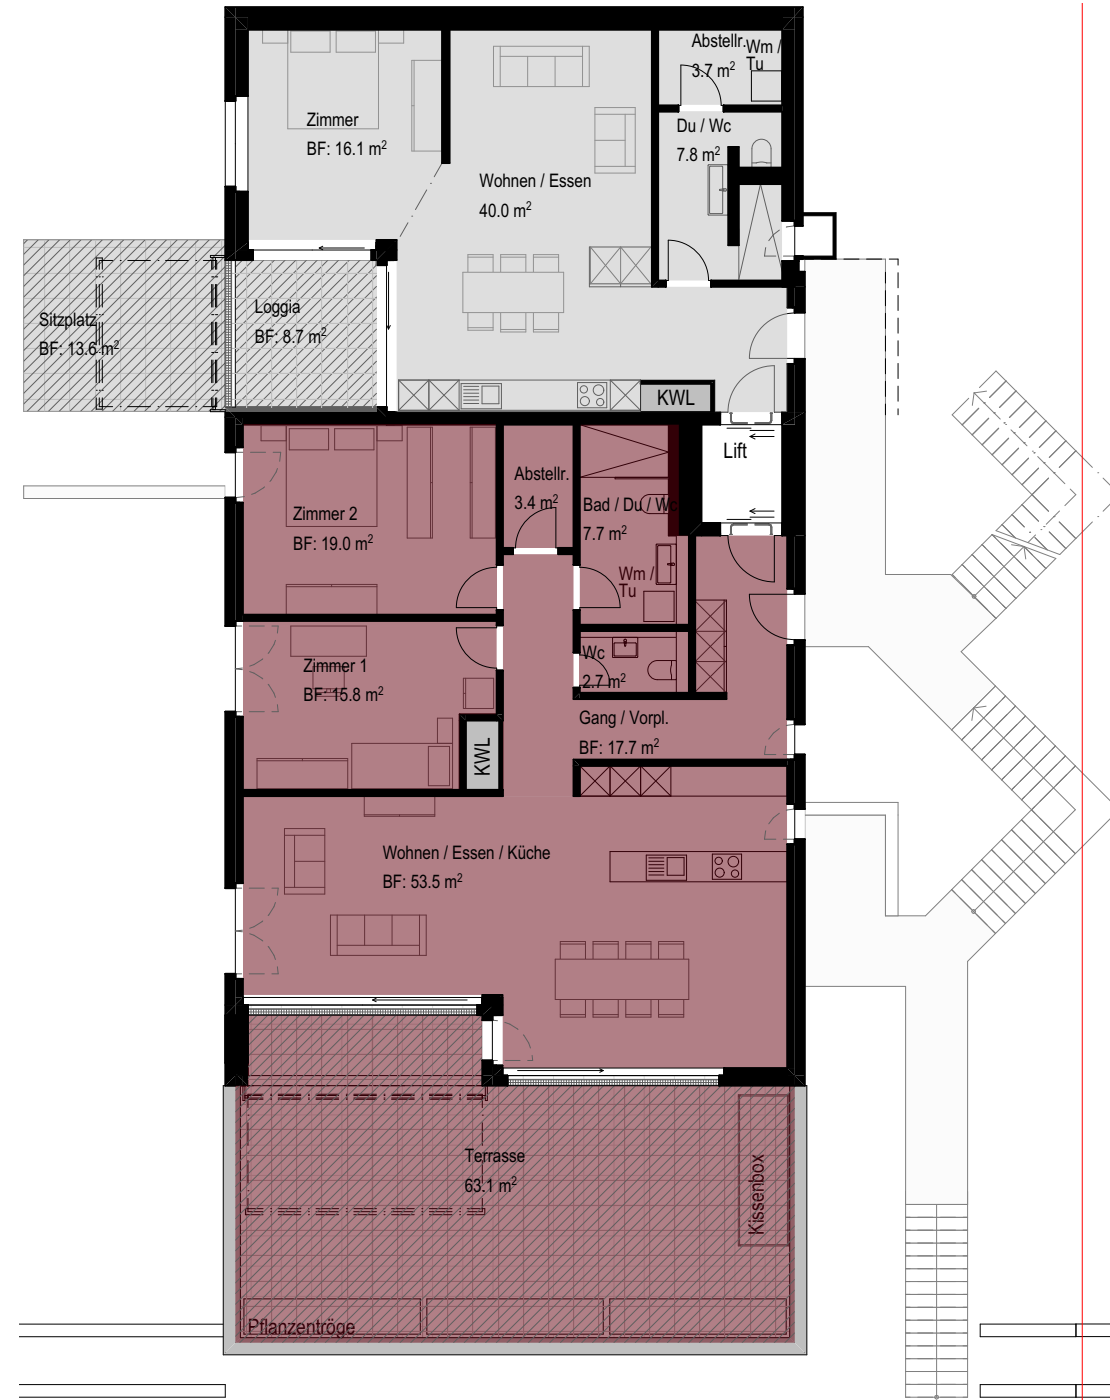 Abstellr.
3.7 m²
Wm /
Tu
Zimmer
BF: 16.1 m²
Du / Wc
7.8 m²
Wohnen / Essen
40.0 m²
Loggia
BF: 8.7 m²
Sitzplatz
BF: 13.6 m²
KWL
Lift
Abstellr.
3.4 m²
Bad / Du / Wc
7.7 m²
Zimmer 2
BF: 19.0 m²
Wm /
Tu
Wc
2.7 m²
Zimmer 1
BF: 15.8 m²
Gang / Vorpl.
BF: 17.7 m²
KWL
Wohnen / Essen / Küche
BF: 53.5 m²
Terrasse
63.1 m²
Kissenbox
Pflanzentröge